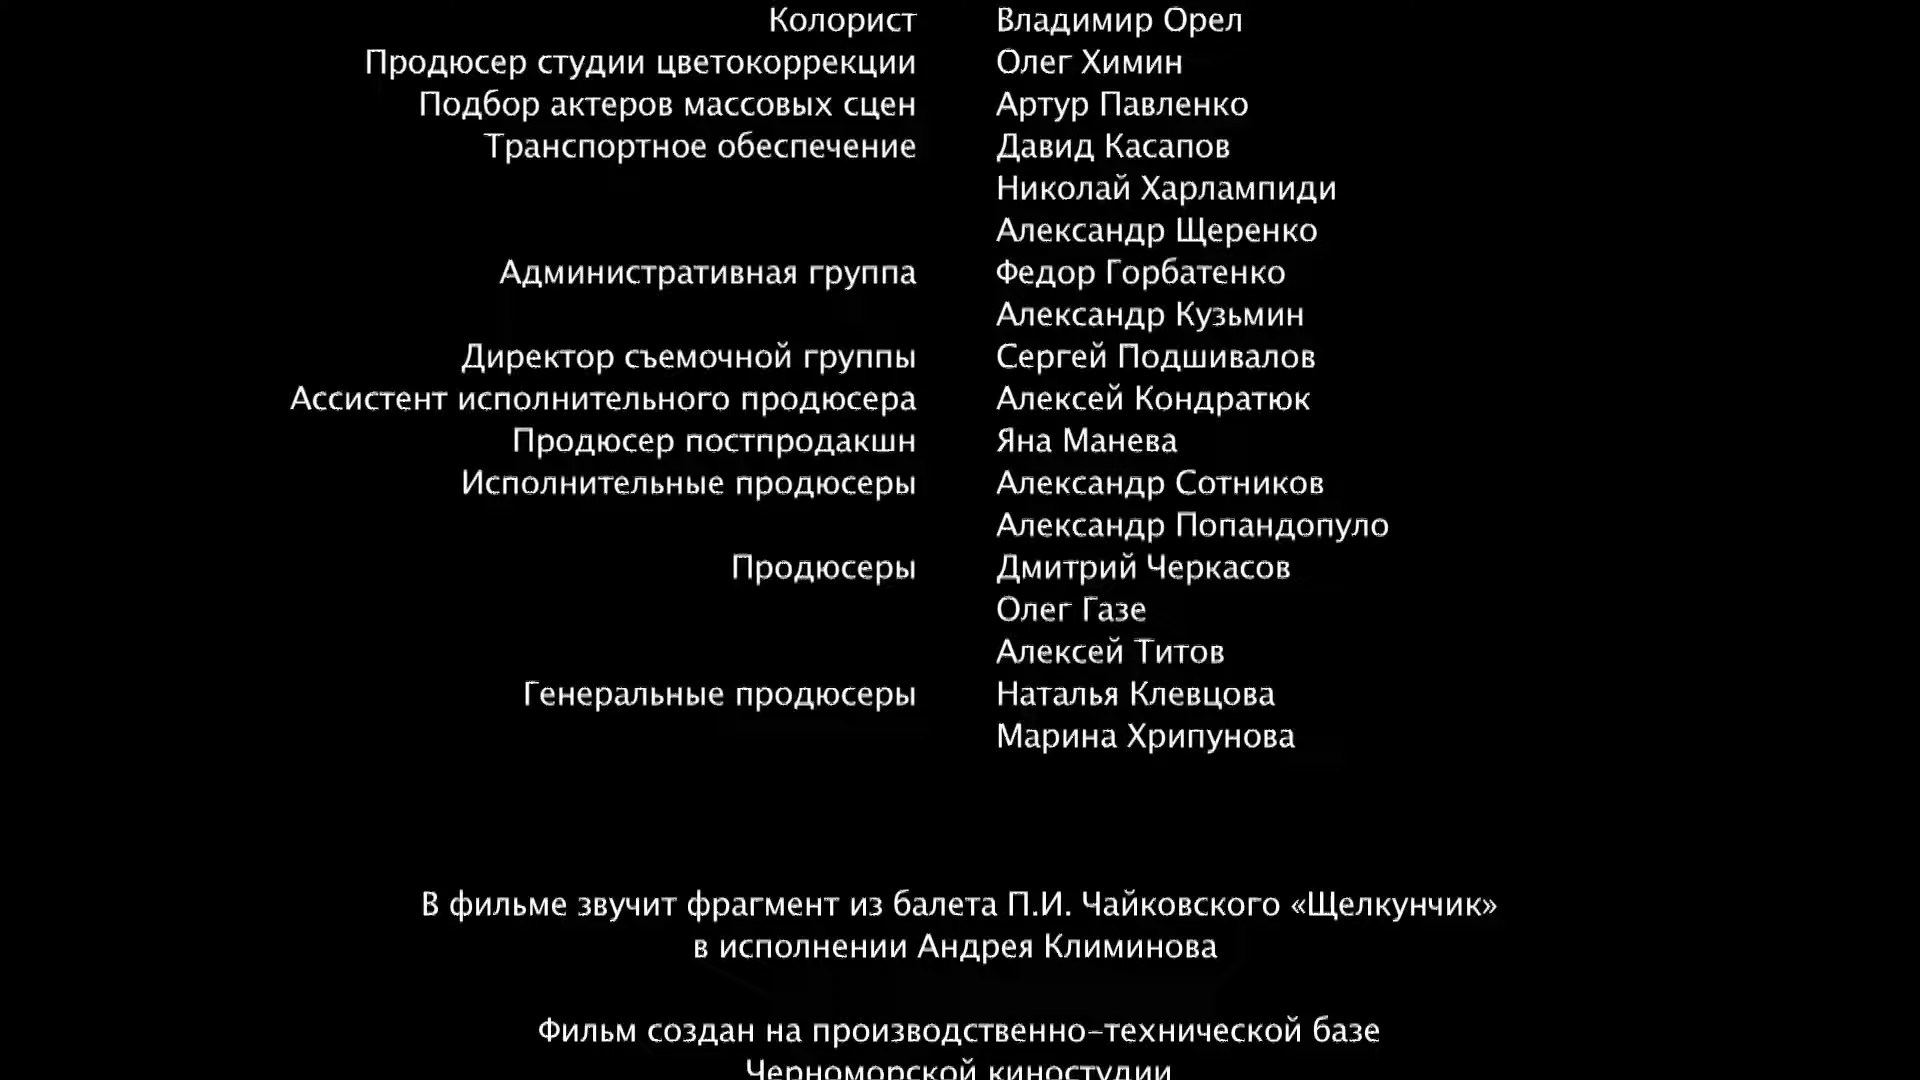 Колорист Владимир Орел
Продюсер студии цветокоррекции Олег Химин
Подбор актеров массовых сцен Артур Павленко
Транспортное обеспечение Давид Касапов
Николай Харлампиди
Александр Щеренко
Административная группа Федор Горбатенко
Александр Кузьмин
Директор съемочной группы Сергей Подшивалов
Ассистент исполнительного продюсера Алексей Кондратюк
Продюсер постпродакшн Яна Манева
Исполнительные продюсеры Александр Сотников
Александр Попандопуло
Продюсеры Дмитрий Черкасов
Олег Газе
Алексей Титов
Генеральные продюсеры Наталья Клевцова
Марина Хрипунова
В фильме звучит фрагмент из балета П.И. Чайковского «Щелкунчик»
в исполнении Андрея Климинова
Фильм создан на производственно-технической базе
Черноморской киностудии